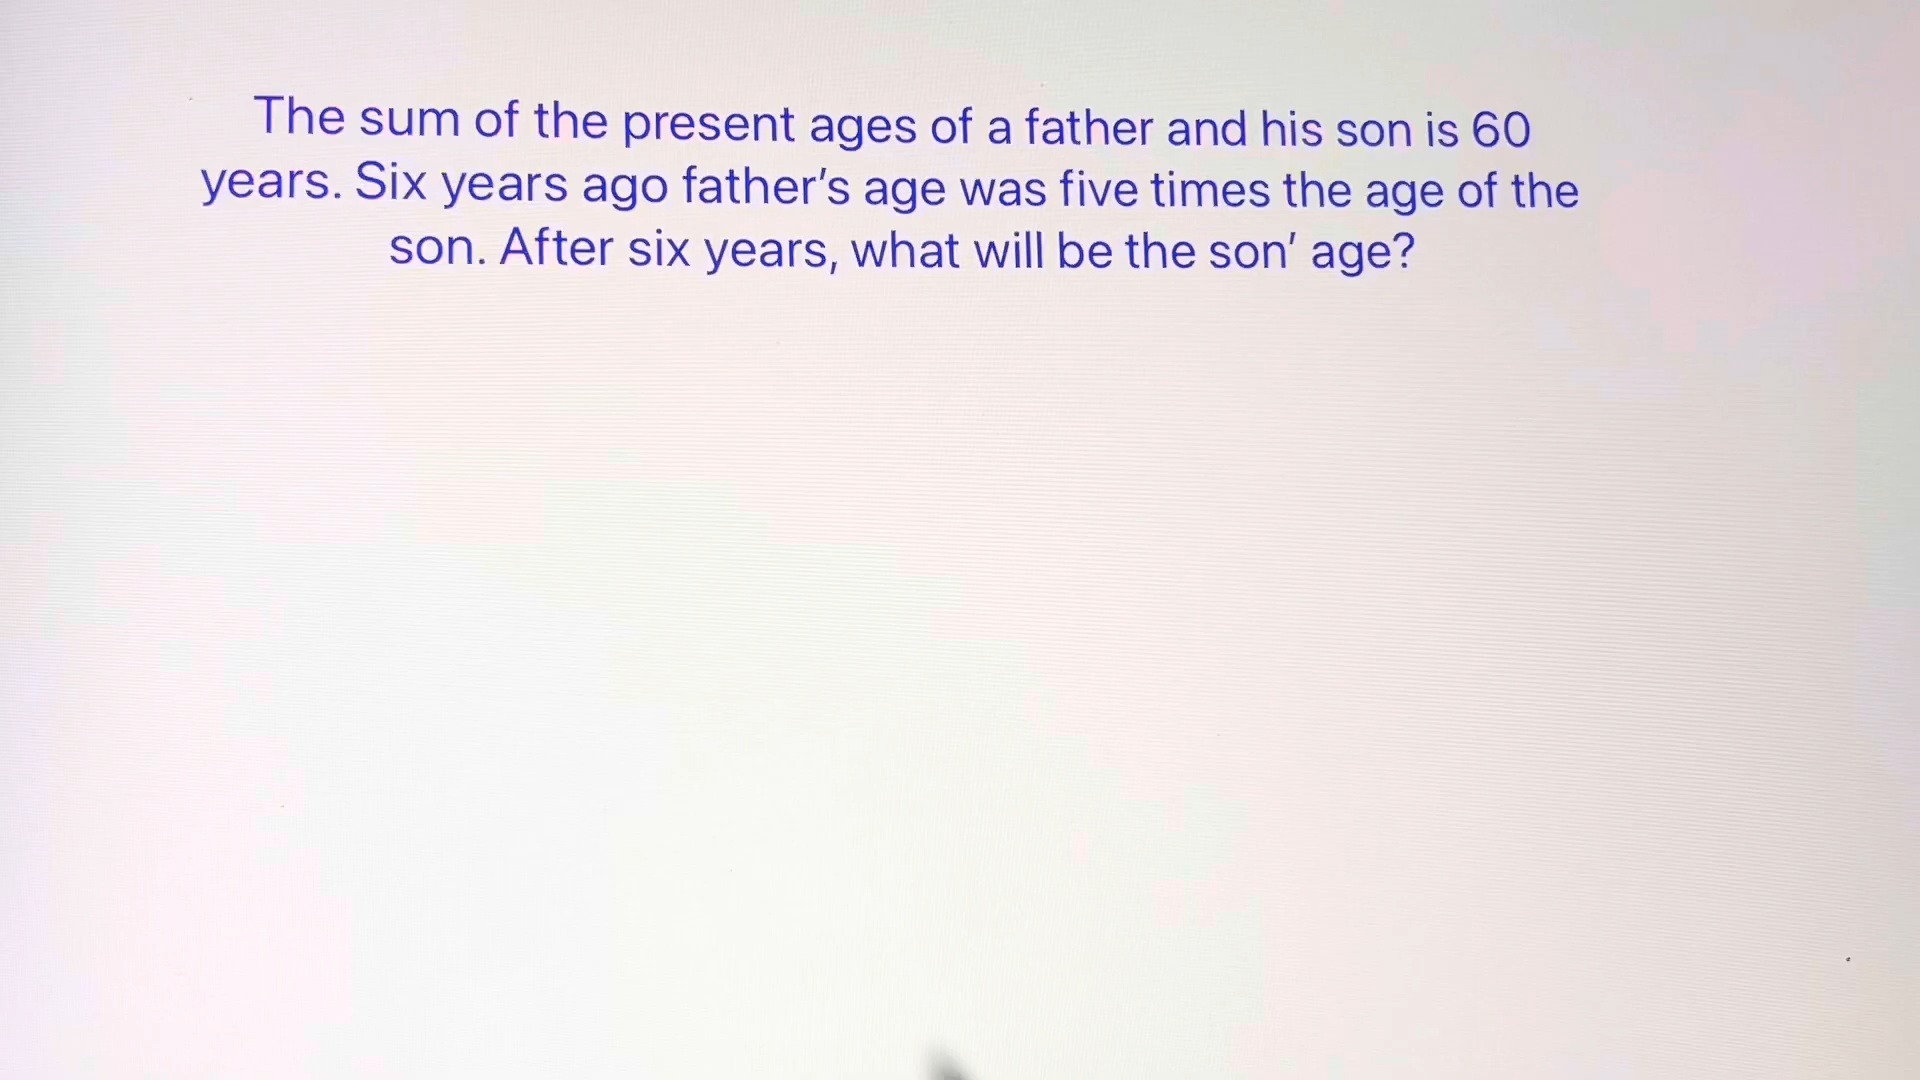 The sum of the present ages of a father and his son is 60
years. Six years ago father's age was five times the age of the
son. After six years, what will be the son' age?